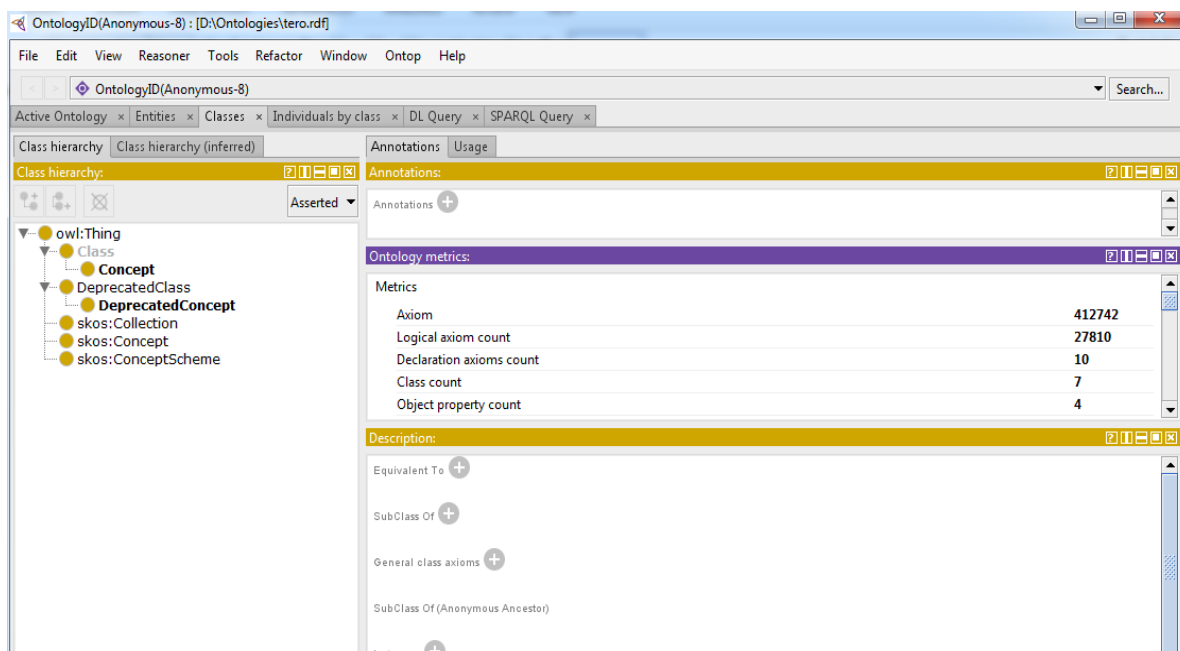 OntologyID(Anonymous-8) : [D:\Ontologies\tero.rdf]
File Edit View Reasoner Tools Refactor Window Ontop Help
OntologyID(Anonymous-8) Search...
Active Ontology × Entities × Classes × Individuals by class × DL Query × SPARQL Query ×
Class hierarchy Class hierarchy (inferred)
Class hierarchy:
Asserted
owl:Thing
Class
Concept
DeprecatedClass
DeprecatedConcept
skos:Collection
skos:Concept
skos:ConceptScheme
Annotations Usage
Annotations:
Annotations
Ontology metrics:
Metrics
Axiom 412742
Logical axiom count 27810
Declaration axioms count 10
Class count 7
Object property count 4
Description:
Equivalent To
SubClass Of
General class axioms
SubClass Of (Anonymous Ancestor)